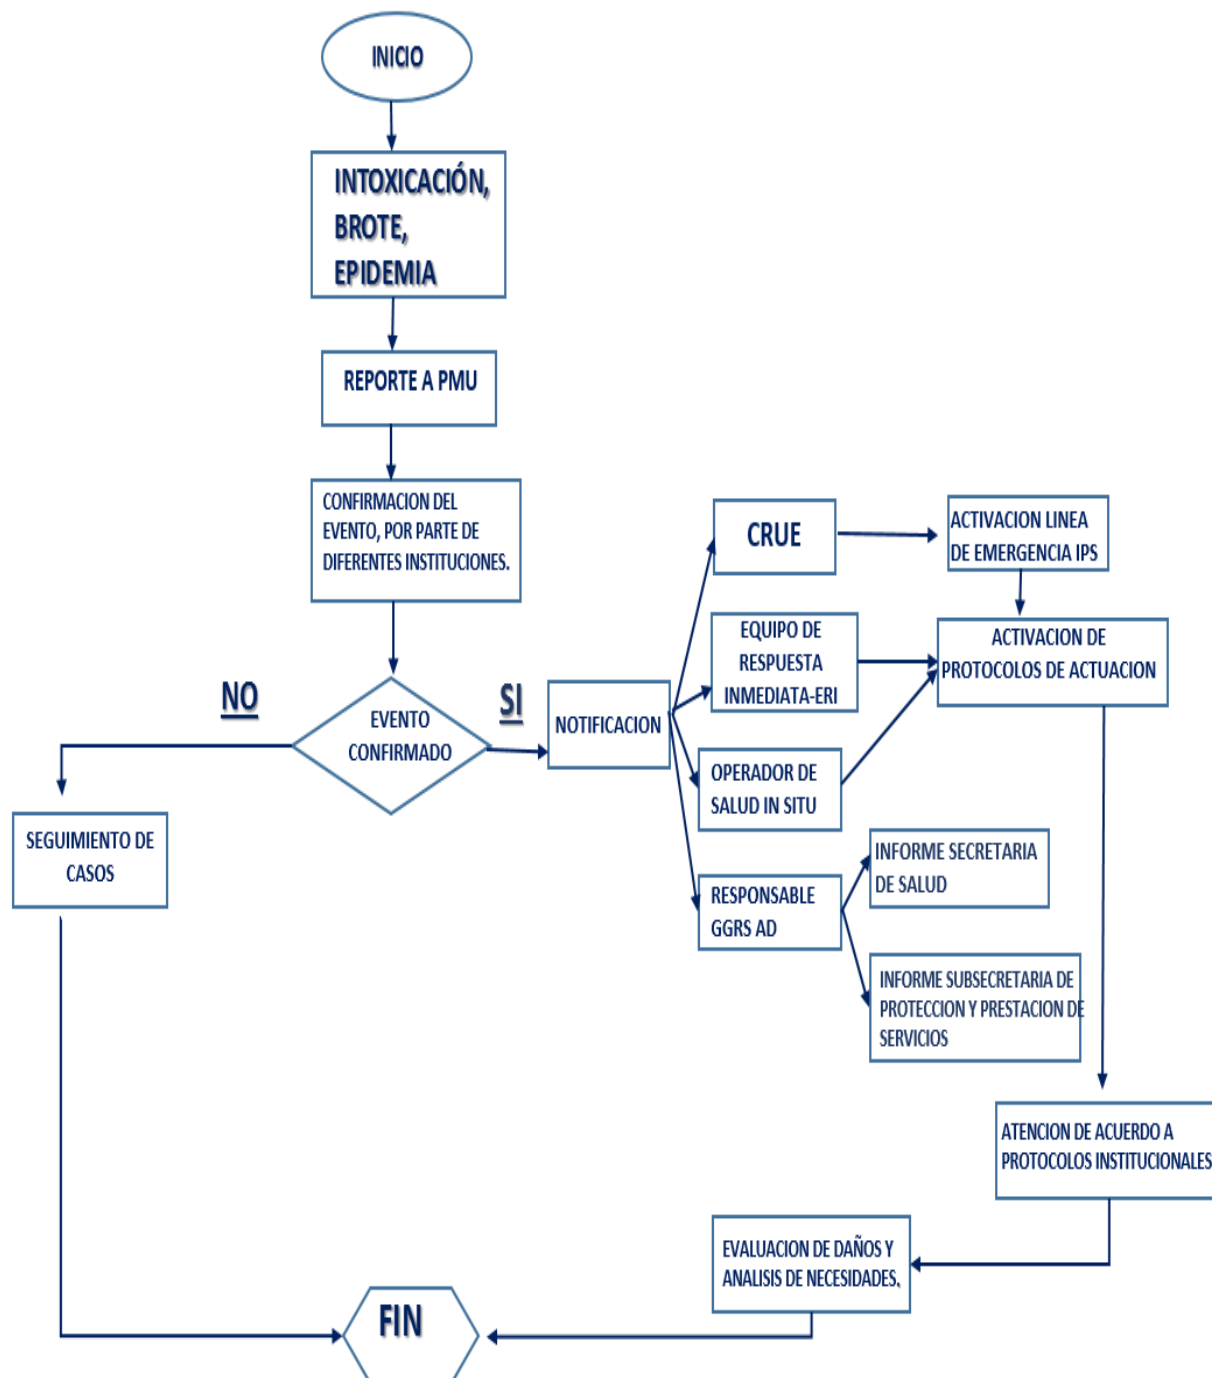 INICIO
INTOXICACIÓN,
BROTE,
EPIDEMIA
REPORTE A PMU
CONFIRMACION DEL
EVENTO, POR PARTE DE
DIFERENTES INSTITUCIONES.
EVENTO
CONFIRMADO
NO
SI
SEGUIMIENTO DE
CASOS
NOTIFICACION
CRUE
ACTIVACION LINEA
DE EMERGENCIA IPS
EQUIPO DE
RESPUESTA
INMEDIATA-ERI
ACTIVACION DE
PROTOCOLOS DE ACTUACION
OPERADOR DE
SALUD IN SITU
RESPONSABLE
GGRS AD
INFORME SECRETARIA
DE SALUD
INFORME SUBSECRETARIA DE
PROTECCION Y PRESTACION DE
SERVICIOS
ATENCION DE ACUERDO A
PROTOCOLOS INSTITUCIONALES
EVALUACION DE DAÑOS Y
ANALISIS DE NECESIDADES.
FIN